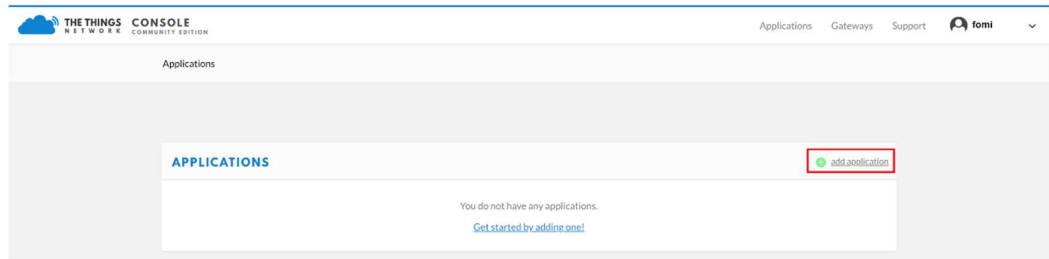 THE THINGS NETWORK
CONSOLE COMMUNITY EDITION
Applications Gateways Support fomi
Applications
APPLICATIONS
add application
You do not have any applications.
Get started by adding one!